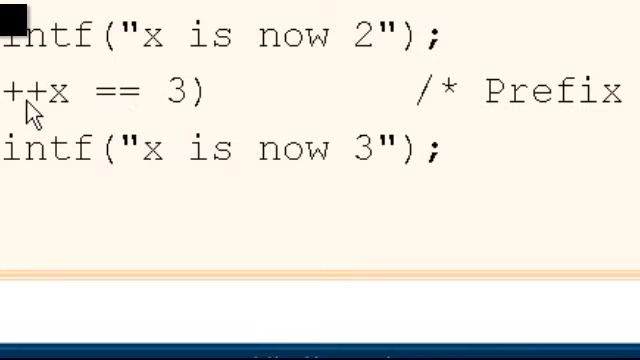 intf("x is now 2");
++x == 3) /* Prefix
intf("x is now 3");